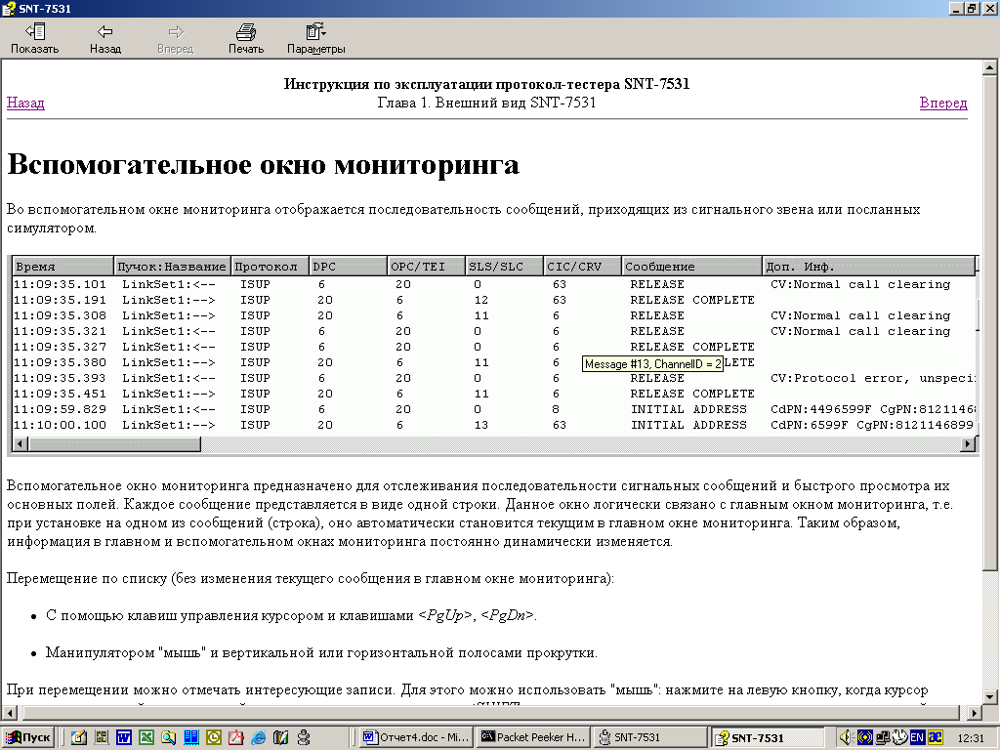 SNT-7531
Показать Назад Вперед Печать Параметры
Инструкция по эксплуатации протокол-тестера SNT-7531
Назад Глава 1. Внешний вид SNT-7531 Вперед
Вспомогательное окно мониторинга
Во вспомогательном окне мониторинга отображается последовательность сообщений, приходящих из сигнального звена или посланных
симулятором.
Время Пучок:Название Протокол DPC OPC/TEI SLS/SLC CIC/CRV Сообщение Доп. Инф.
11:09:35.101 LinkSet1:<-- ISUP 6 20 0 63 RELEASE CV:Normal call clearing
11:09:35.191 LinkSet1:--> ISUP 20 6 12 63 RELEASE COMPLETE
11:09:35.308 LinkSet1:--> ISUP 20 6 11 6 RELEASE CV:Normal call clearing
11:09:35.321 LinkSet1:<-- ISUP 6 20 0 6 RELEASE CV:Normal call clearing
11:09:35.327 LinkSet1:<-- ISUP 6 20 0 6 RELEASE COMPLETE
11:09:35.380 LinkSet1:--> ISUP 20 6 11 6 LETE
Message #13, ChannelID = 2
11:09:35.393 LinkSet1:<-- ISUP 6 20 0 6 RELEASE CV:Protocol error, unspeci
11:09:35.451 LinkSet1:--> ISUP 20 6 11 6 RELEASE COMPLETE
11:09:59.829 LinkSet1:<-- ISUP 6 20 0 8 INITIAL ADDRESS CdPN:4496599F CgPN:81211468
11:10:00.100 LinkSet1:--> ISUP 20 6 13 63 INITIAL ADDRESS CdPN:6599F CgPN:8121146899
Вспомогательное окно мониторинга предназначено для отслеживания последовательности сигнальных сообщений и быстрого просмотра их
основных полей. Каждое сообщение представляется в виде одной строки. Данное окно логически связано с главным окном мониторинга, т.е.
при установке на одном из сообщений (строка), оно автоматически становится текущим в главном окне мониторинга. Таким образом,
информация в главном и вспомогательном окнах мониторинга постоянно динамически изменяется.
Перемещение по списку (без изменения текущего сообщения в главном окне мониторинга):
• С помощью клавиш управления курсором и клавишами <PgUp>, <PgDn>.
• Манипулятором "мышь" и вертикальной или горизонтальной полосами прокрутки.
При перемещении можно отмечать интересующие записи. Для этого можно использовать "мышь": нажмите на левую кнопку, когда курсор
Пуск Отчет4.doc - Mi... Packet Peeker H... SNT-7531 SNT-7531 EN 12:31